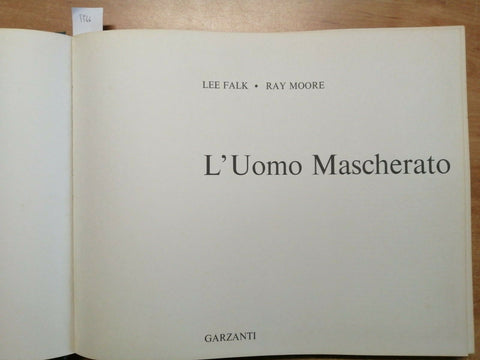 LEE FALK • RAY MOORE
L'Uomo Mascherato
GARZANTI